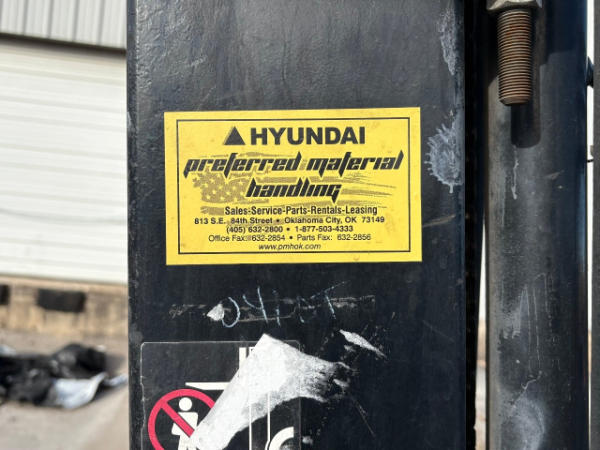 HYUNDAI
preferred material
handling
Sales-Service-Parts-Rentals-Leasing
813 S.E. 84th Street • Oklahoma City, OK 73149
(405) 632-2800 • 1-877-503-4333
Office Fax: 632-2854 • Parts Fax: 632-2856
www.pmhok.com